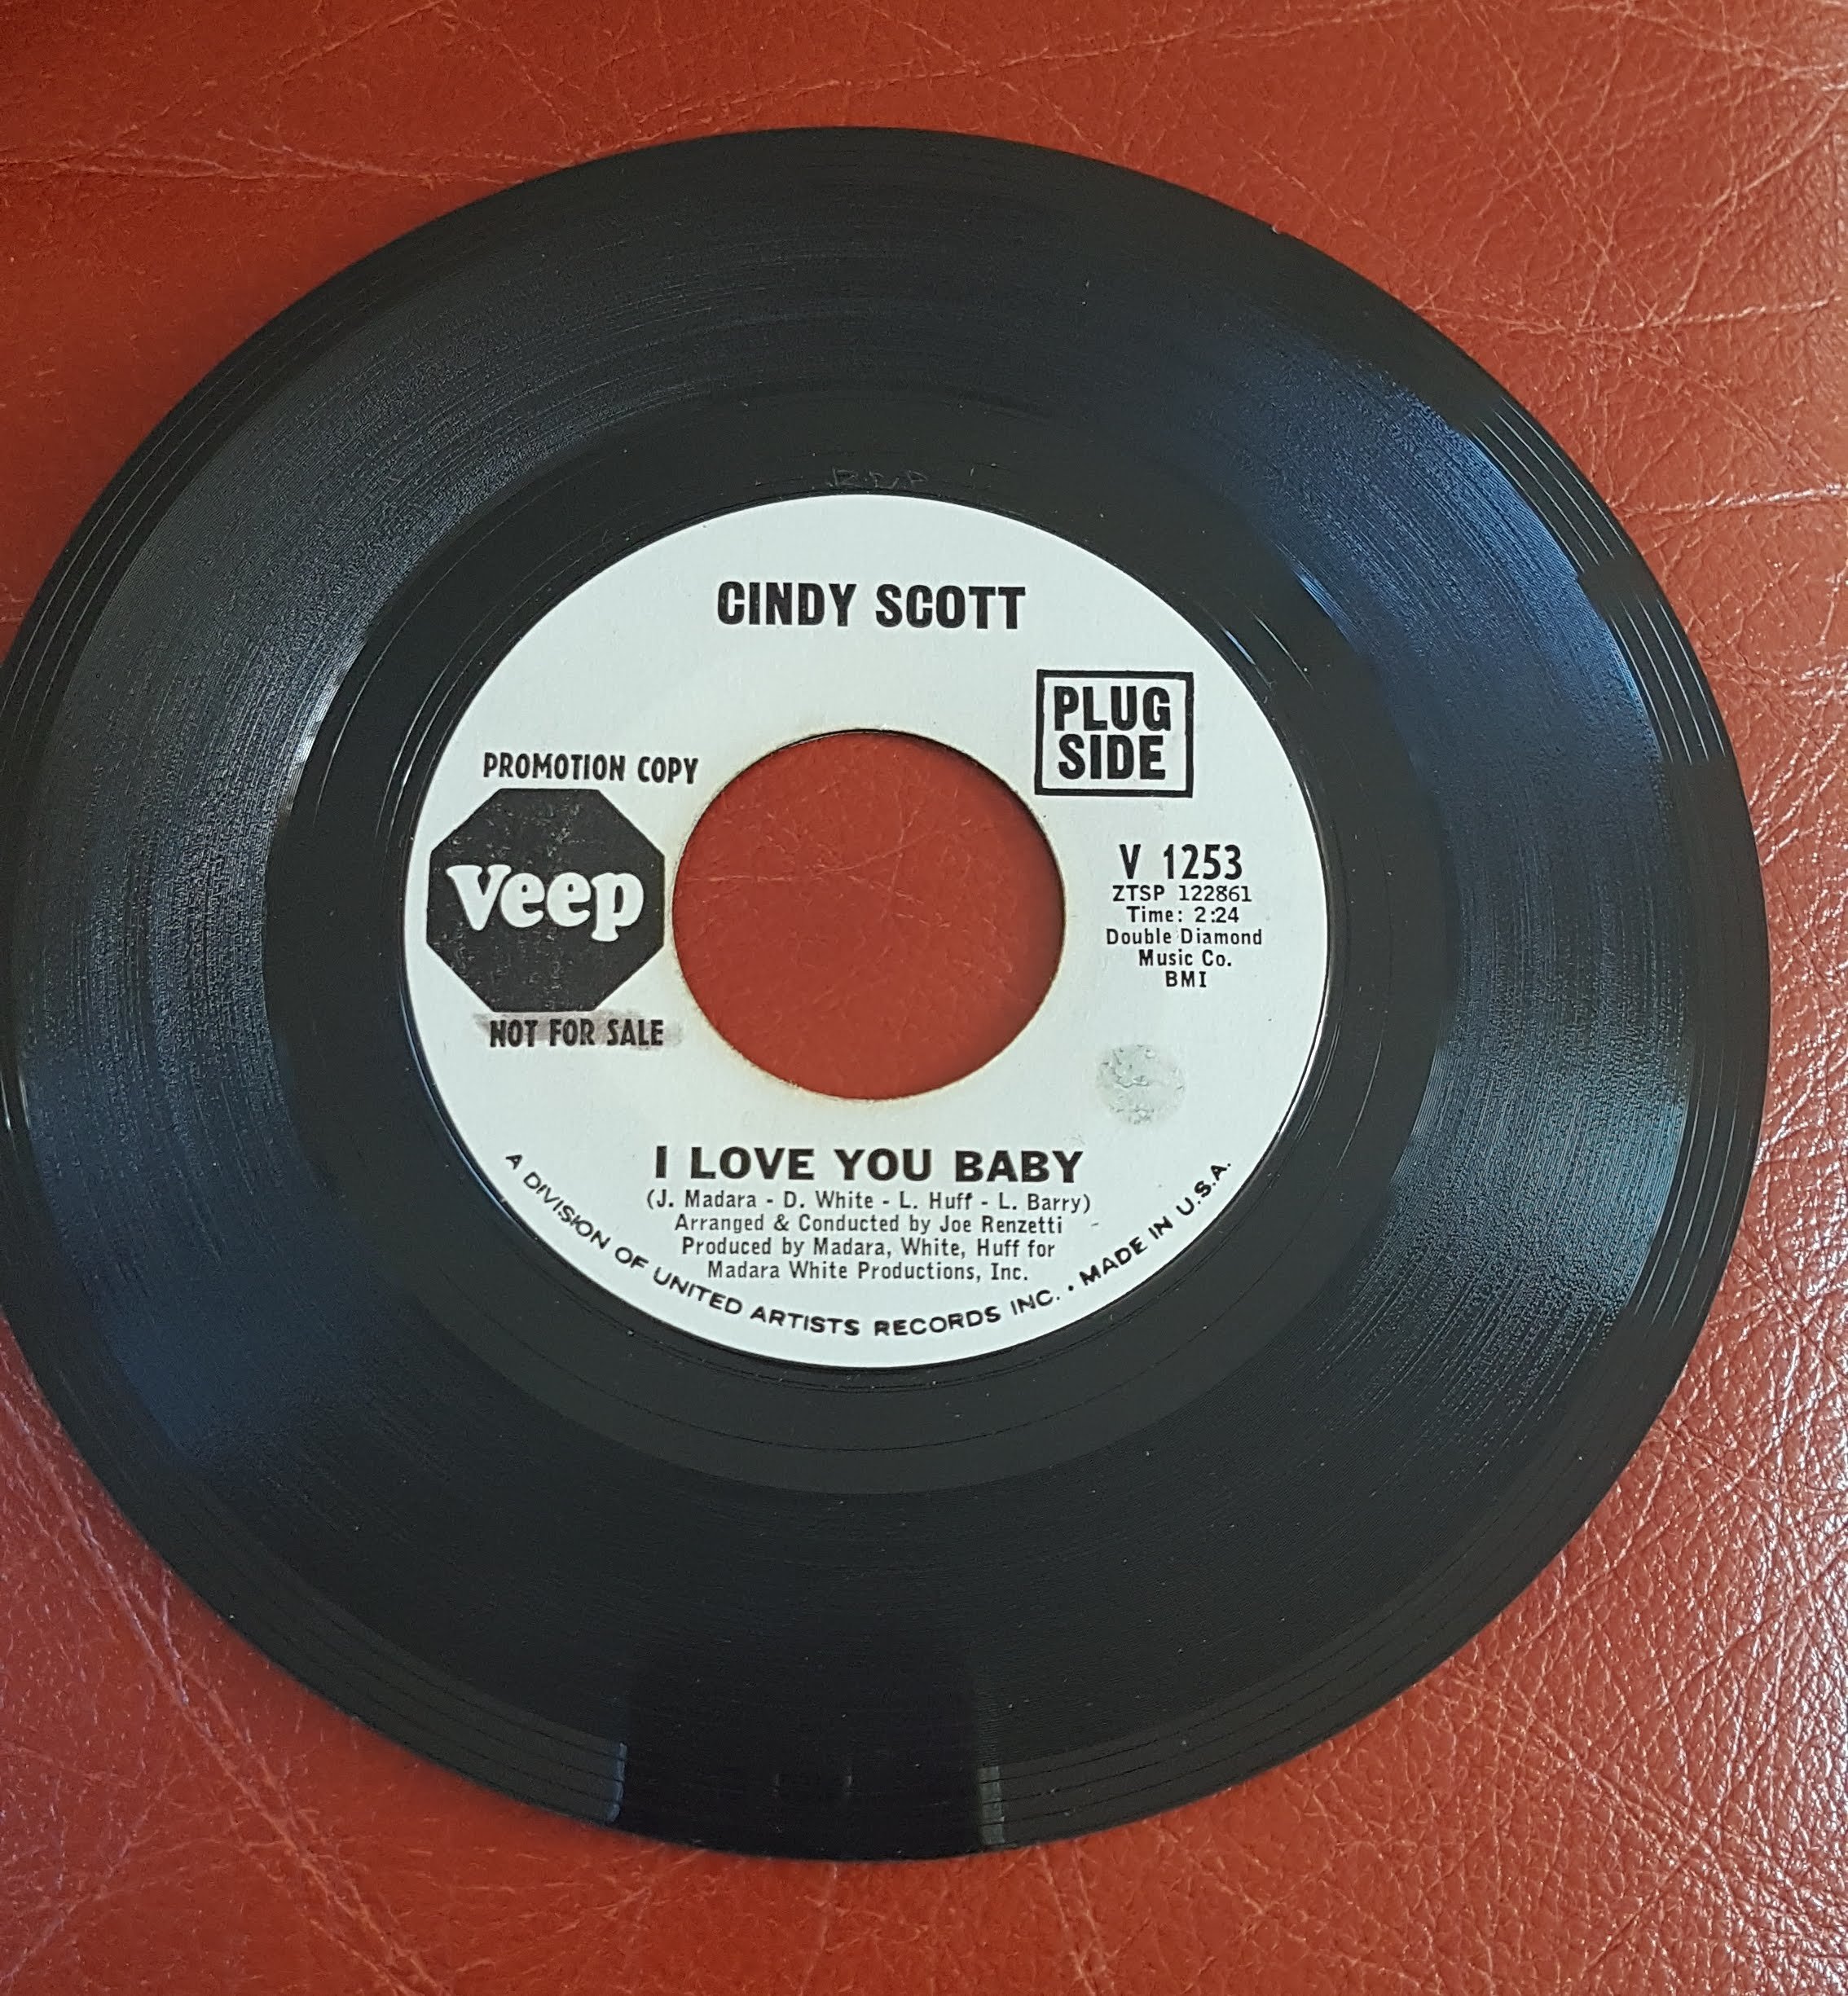 CINDY SCOTT
PLUG
SIDE
PROMOTION COPY
Veep
NOT FOR SALE
V 1253
ZTSP 122861
Time: 2:24
Double Diamond
Music Co.
BMI
I LOVE YOU BABY
(J. Madara - D. White - L. Huff - L. Barry)
Arranged & Conducted by Joe Renzetti
Produced by Madara, White, Huff for
Madara White Productions, Inc.
A DIVISION OF UNITED ARTISTS RECORDS INC. • MADE IN U.S.A.